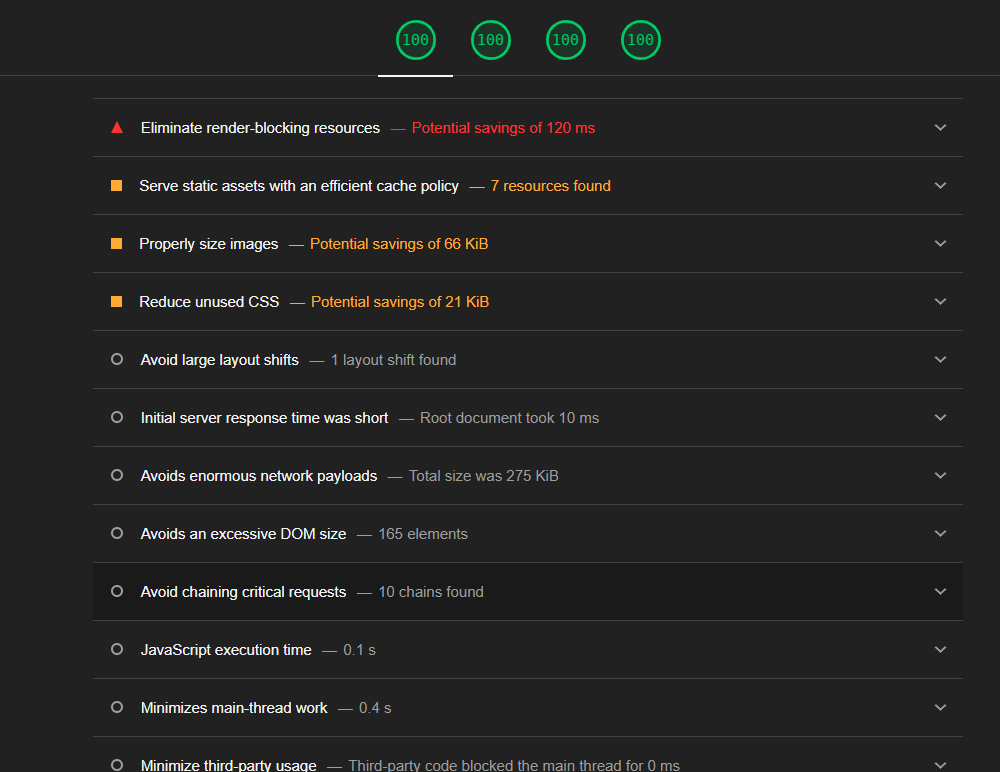 100 100 100 100
Eliminate render-blocking resources — Potential savings of 120 ms
Serve static assets with an efficient cache policy — 7 resources found
Properly size images — Potential savings of 66 KiB
Reduce unused CSS — Potential savings of 21 KiB
Avoid large layout shifts — 1 layout shift found
Initial server response time was short — Root document took 10 ms
Avoids enormous network payloads — Total size was 275 KiB
Avoids an excessive DOM size — 165 elements
Avoid chaining critical requests — 10 chains found
JavaScript execution time — 0.1 s
Minimizes main-thread work — 0.4 s
Minimize third-party usage — Third-party code blocked the main thread for 0 ms